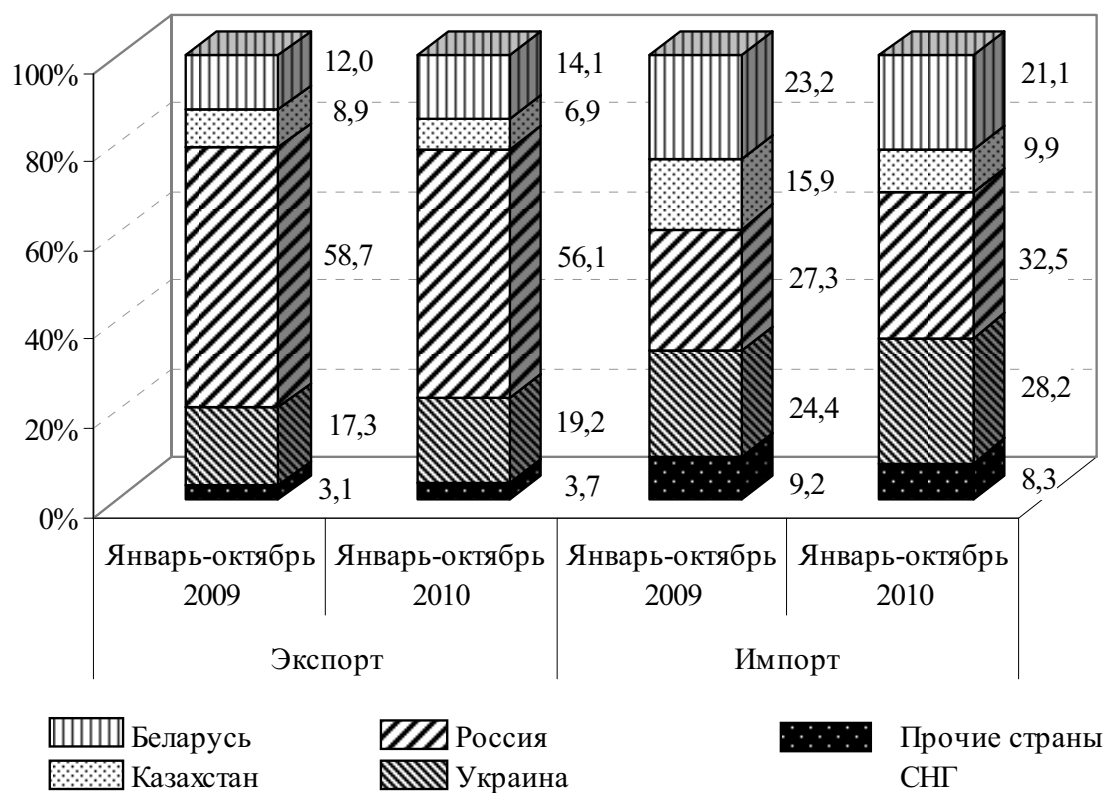 100%
80%
60%
40%
20%
0%
12,0
8,9
58,7
17,3
3,1
14,1
6,9
56,1
19,2
3,7
23,2
15,9
27,3
24,4
9,2
21,1
9,9
32,5
28,2
8,3
Январь-октябрь
2009
Январь-октябрь
2010
Январь-октябрь
2009
Январь-октябрь
2010
Экспорт
Импорт
Беларусь
Казахстан
Россия
Украина
Прочие страны
СНГ